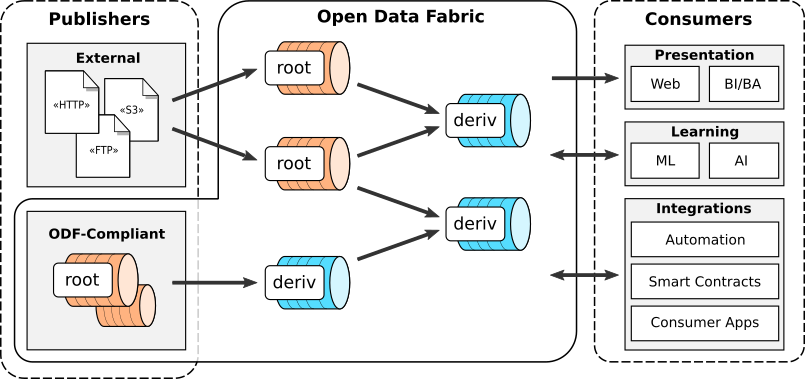 Publishers
External
«HTTP»
«S3»
«FTP»
ODF-Compliant
root
Open Data Fabric
root
root
deriv
deriv
deriv
Consumers
Presentation
Web
BI/BA
Learning
ML
AI
Integrations
Automation
Smart Contracts
Consumer Apps